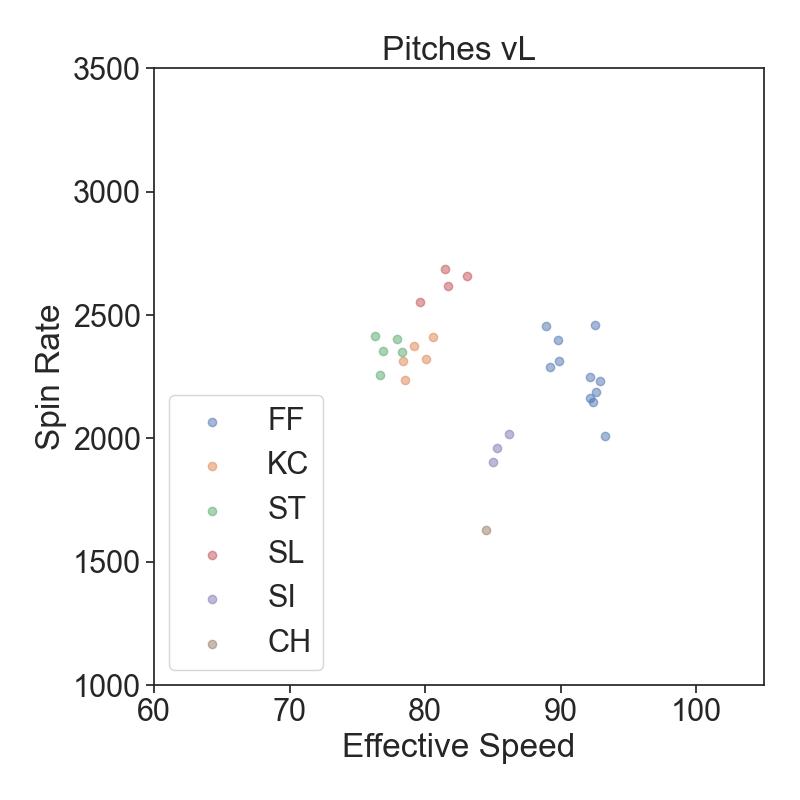 Pitches vL
3500
3000
2500
2000
1500
1000
Spin Rate
FF
KC
ST
SL
SI
CH
60 70 80 90 100
Effective Speed